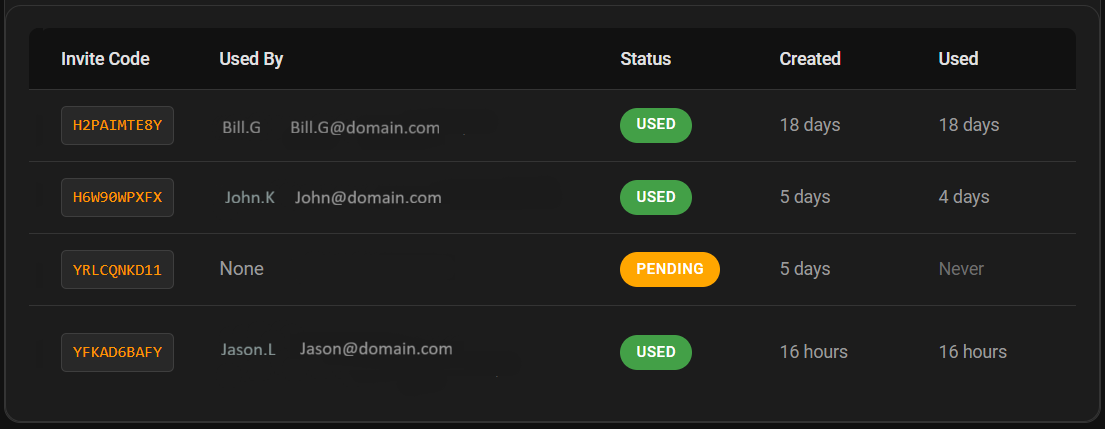 Invite Code Used By Status Created Used
H2PAIMTE8Y Bill.G Bill.G@domain.com USED 18 days 18 days
H6W90WPXFX John.K John@domain.com USED 5 days 4 days
YRLCQNKD11 None PENDING 5 days Never
YFKAD6BAFY Jason.L Jason@domain.com USED 16 hours 16 hours